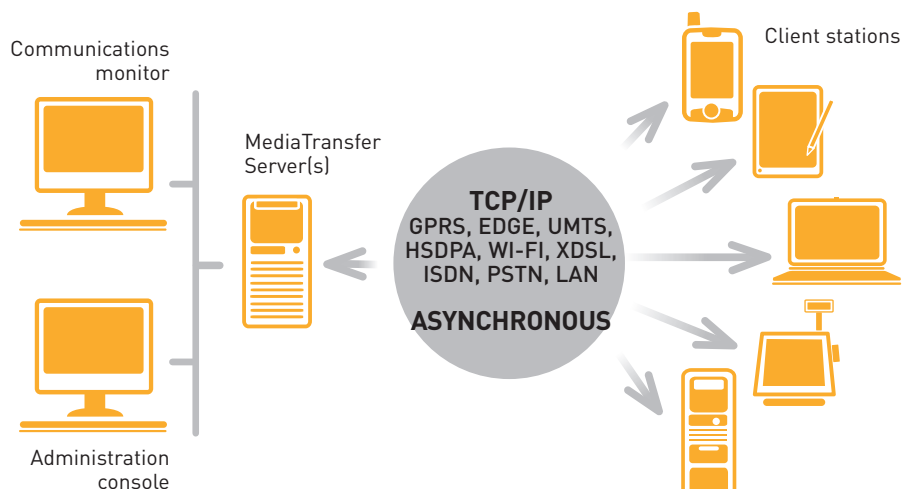 Communications
monitor
MediaTransfer
Server(s)
TCP/IP
GPRS, EDGE, UMTS,
HSDPA, WI-FI, XDSL,
ISDN, PSTN, LAN
ASYNCHRONOUS
Client stations
Administration
console